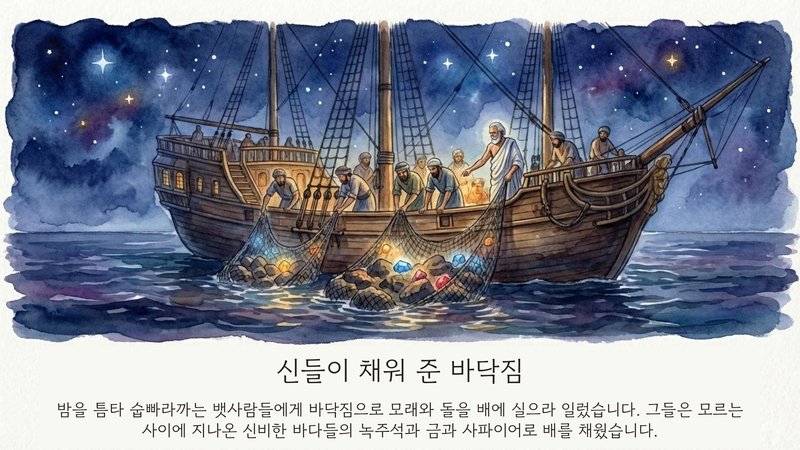 신들이 채워 준 바닥짐
밤을 틈타 숩빠라까는 뱃사람들에게 바닥짐으로 모래와 돌을 배에 실으라 일렀습니다. 그들은 모르는
사이에 지나온 신비한 바다들의 녹주석과 금과 사파이어로 배를 채웠습니다.